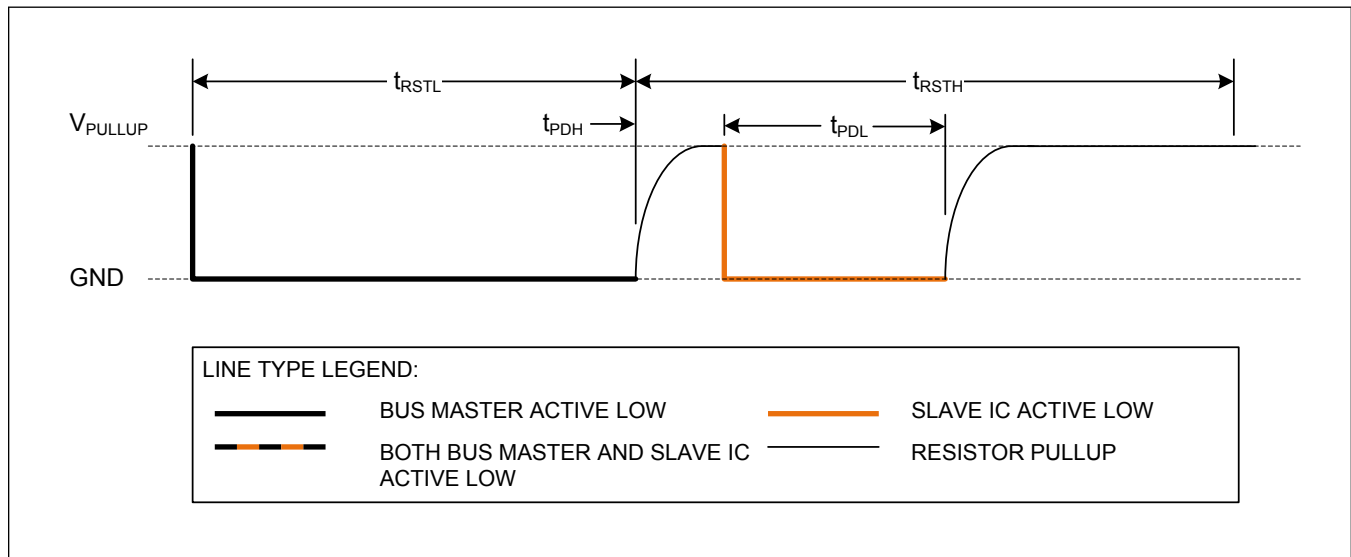 tRSTL
tRSTH
VPULLUP
tPDH
tPDL
GND
LINE TYPE LEGEND:
BUS MASTER ACTIVE LOW
SLAVE IC ACTIVE LOW
BOTH BUS MASTER AND SLAVE IC
ACTIVE LOW
RESISTOR PULLUP